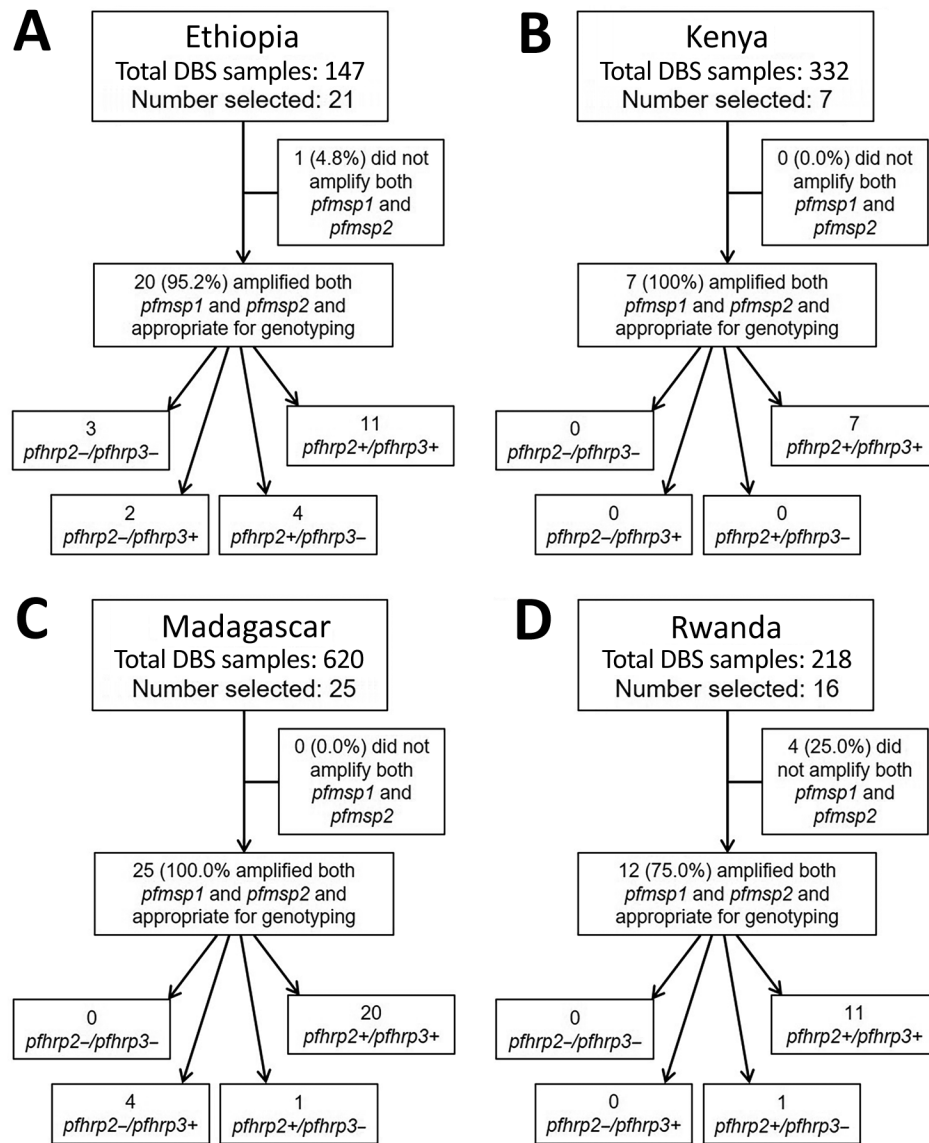 A
Ethiopia
Total DBS samples: 147
Number selected: 21
1 (4.8%) did not
amplify both
pfmsp1 and
pfmsp2
20 (95.2%) amplified both
pfmsp1 and pfmsp2 and
appropriate for genotyping
3
pfhrp2–/pfhrp3–
11
pfhrp2+/pfhrp3+
2
pfhrp2–/pfhrp3+
4
pfhrp2+/pfhrp3–
B
Kenya
Total DBS samples: 332
Number selected: 7
0 (0.0%) did not
amplify both
pfmsp1 and
pfmsp2
7 (100%) amplified both
pfmsp1 and pfmsp2 and
appropriate for genotyping
0
pfhrp2–/pfhrp3–
7
pfhrp2+/pfhrp3+
0
pfhrp2–/pfhrp3+
0
pfhrp2+/pfhrp3–
C
Madagascar
Total DBS samples: 620
Number selected: 25
0 (0.0%) did not
amplify both
pfmsp1 and
pfmsp2
25 (100.0% amplified both
pfmsp1 and pfmsp2 and
appropriate for genotyping
0
pfhrp2–/pfhrp3–
20
pfhrp2+/pfhrp3+
4
pfhrp2–/pfhrp3+
1
pfhrp2+/pfhrp3–
D
Rwanda
Total DBS samples: 218
Number selected: 16
4 (25.0%) did
not amplify both
pfmsp1 and
pfmsp2
12 (75.0%) amplified both
pfmsp1 and pfmsp2 and
appropriate for genotyping
0
pfhrp2–/pfhrp3–
11
pfhrp2+/pfhrp3+
0
pfhrp2–/pfhrp3+
1
pfhrp2+/pfhrp3–